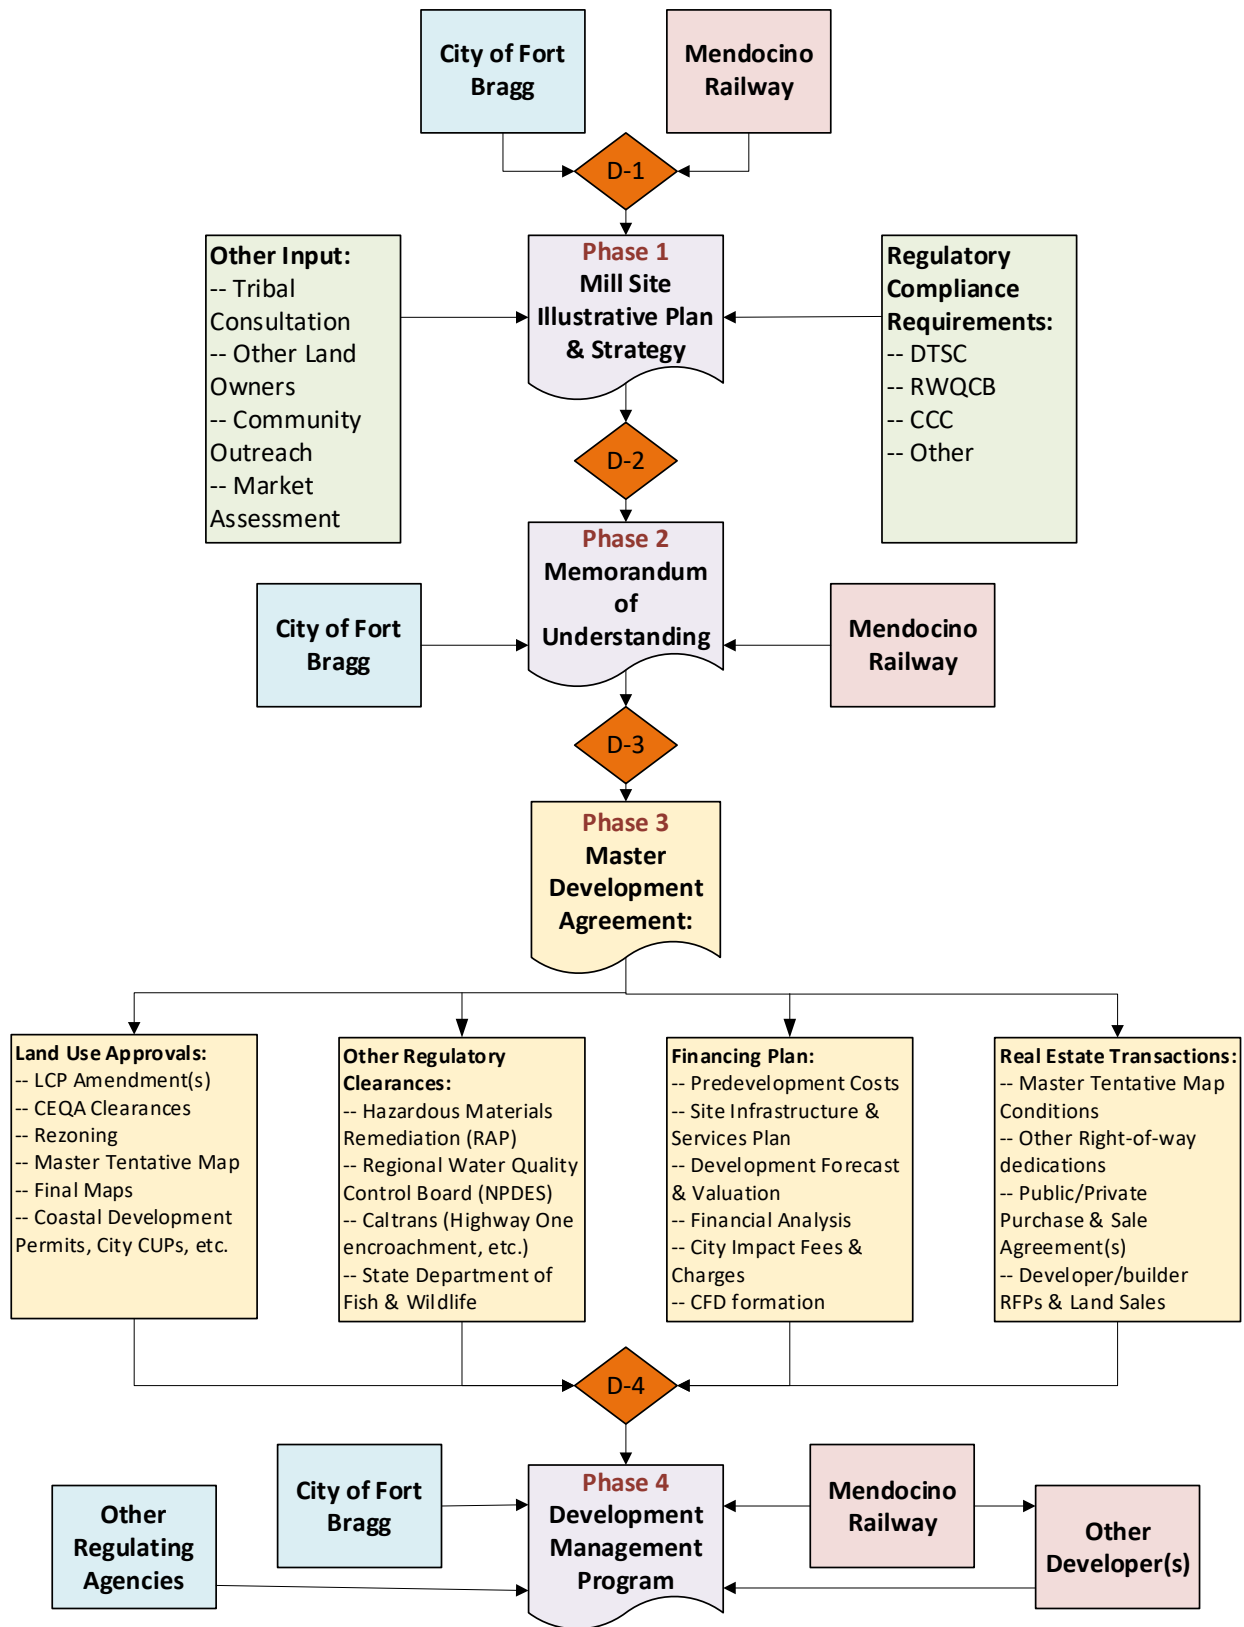 City of Fort
Bragg
Mendocino
Railway
D-1
Other Input:
-- Tribal
Consultation
-- Other Land
Owners
-- Community
Outreach
-- Market
Assessment
Phase 1
Mill Site
Illustrative Plan
& Strategy
Regulatory
Compliance
Requirements:
-- DTSC
-- RWQCB
-- CCC
-- Other
D-2
Phase 2
Memorandum
of
Understanding
City of Fort
Bragg
Mendocino
Railway
D-3
Phase 3
Master
Development
Agreement:
Land Use Approvals:
-- LCP Amendment(s)
-- CEQA Clearances
-- Rezoning
-- Master Tentative Map
-- Final Maps
-- Coastal Development
Permits, City CUPs, etc.
Other Regulatory
Clearances:
-- Hazardous Materials
Remediation (RAP)
-- Regional Water Quality
Control Board (NPDES)
-- Caltrans (Highway One
encroachment, etc.)
-- State Department of
Fish & Wildlife
Financing Plan:
-- Predevelopment Costs
-- Site Infrastructure &
Services Plan
-- Development Forecast
& Valuation
-- Financial Analysis
-- City Impact Fees &
Charges
-- CFD formation
Real Estate Transactions:
-- Master Tentative Map
Conditions
-- Other Right-of-way
dedications
-- Public/Private
Purchase & Sale
Agreement(s)
-- Developer/builder
RFPs & Land Sales
D-4
Other
Regulating
Agencies
City of Fort
Bragg
Phase 4
Development
Management
Program
Mendocino
Railway
Other
Developer(s)